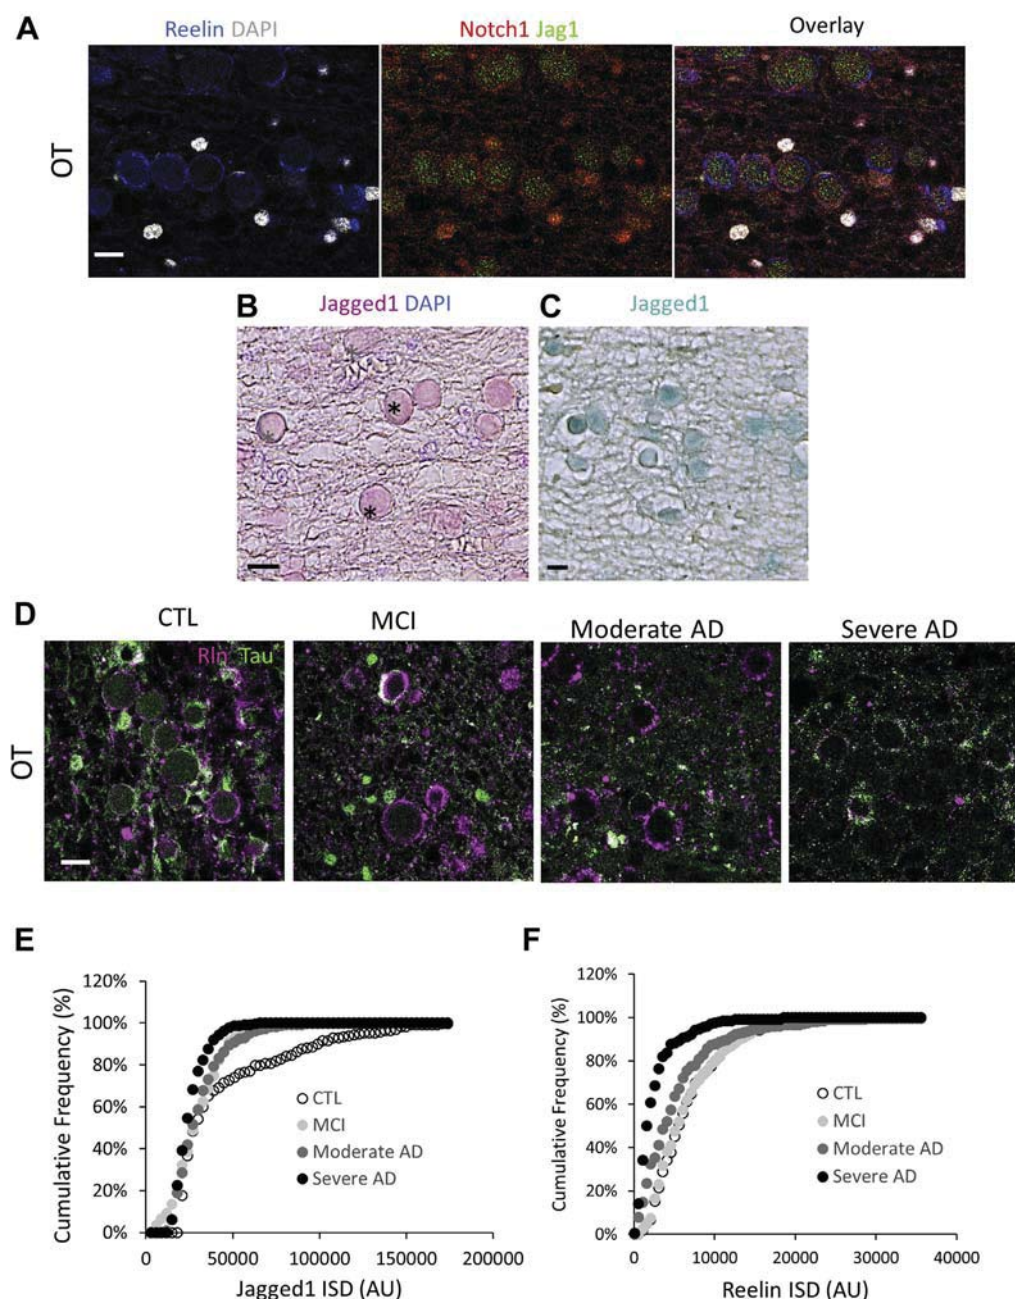 A
Reelin DAPI
Notch1 Jag1
Overlay
OT
B
Jagged1 DAPI
C
Jagged1
*
*
*
*
D
CTL
MCI
Moderate AD
Severe AD
Rln Tau
OT
E
Cumulative Frequency (%)
120%
100%
80%
60%
40%
20%
0%
0
50000
100000
150000
200000
Jagged1 ISD (AU)
CTL
MCI
Moderate AD
Severe AD
F
Cumulative Frequency (%)
120%
100%
80%
60%
40%
20%
0%
0
10000
20000
30000
40000
Reelin ISD (AU)
CTL
MCI
Moderate AD
Severe AD